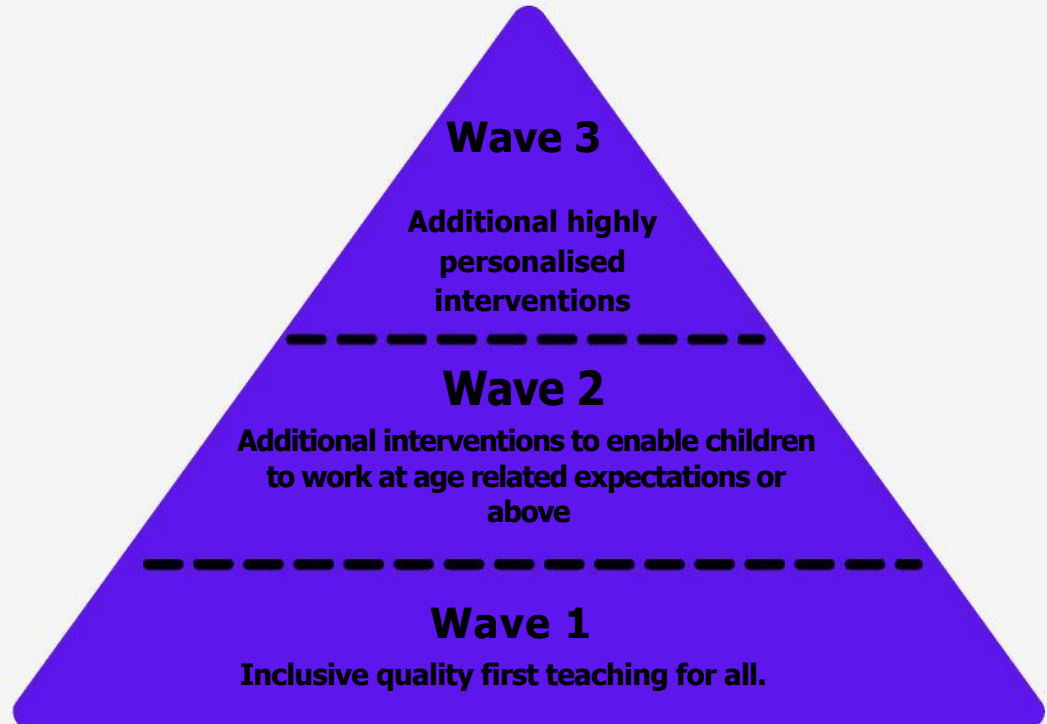 Wave 3
Additional highly
personalised
interventions
Wave 2
Additional interventions to enable children
to work at age related expectations or
above
Wave 1
Inclusive quality first teaching for all.